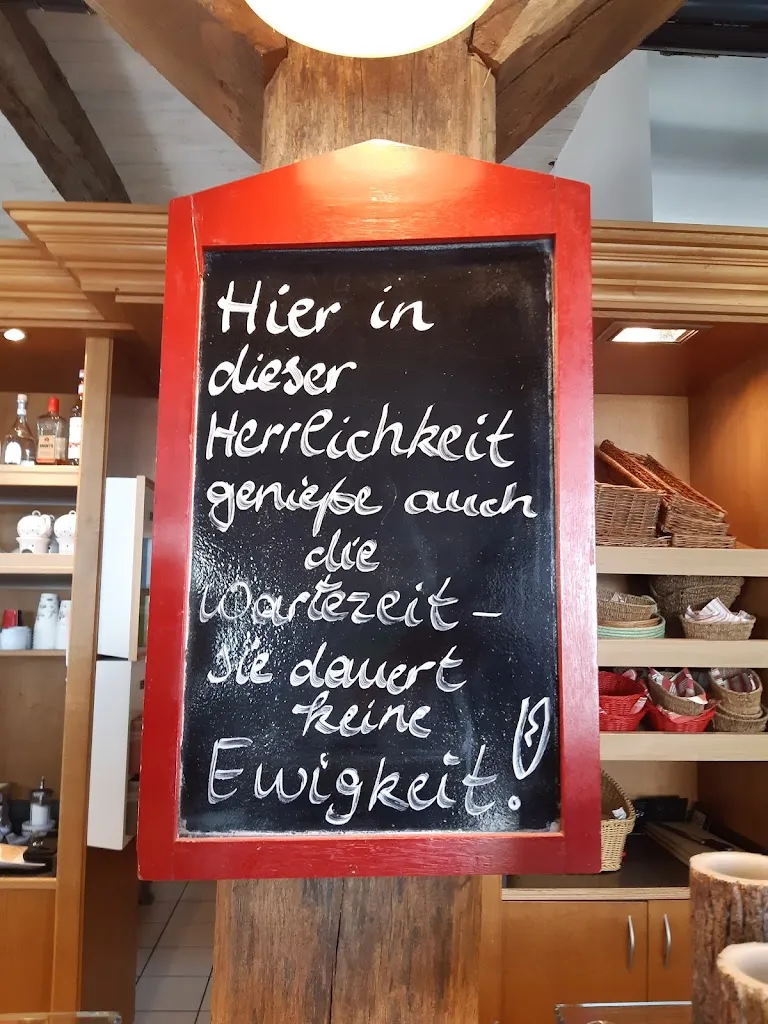 Hier in
dieser
Herrlichkeit
genieße auch
die
Wartezeit -
sie dauert
keine
Ewigkeit!